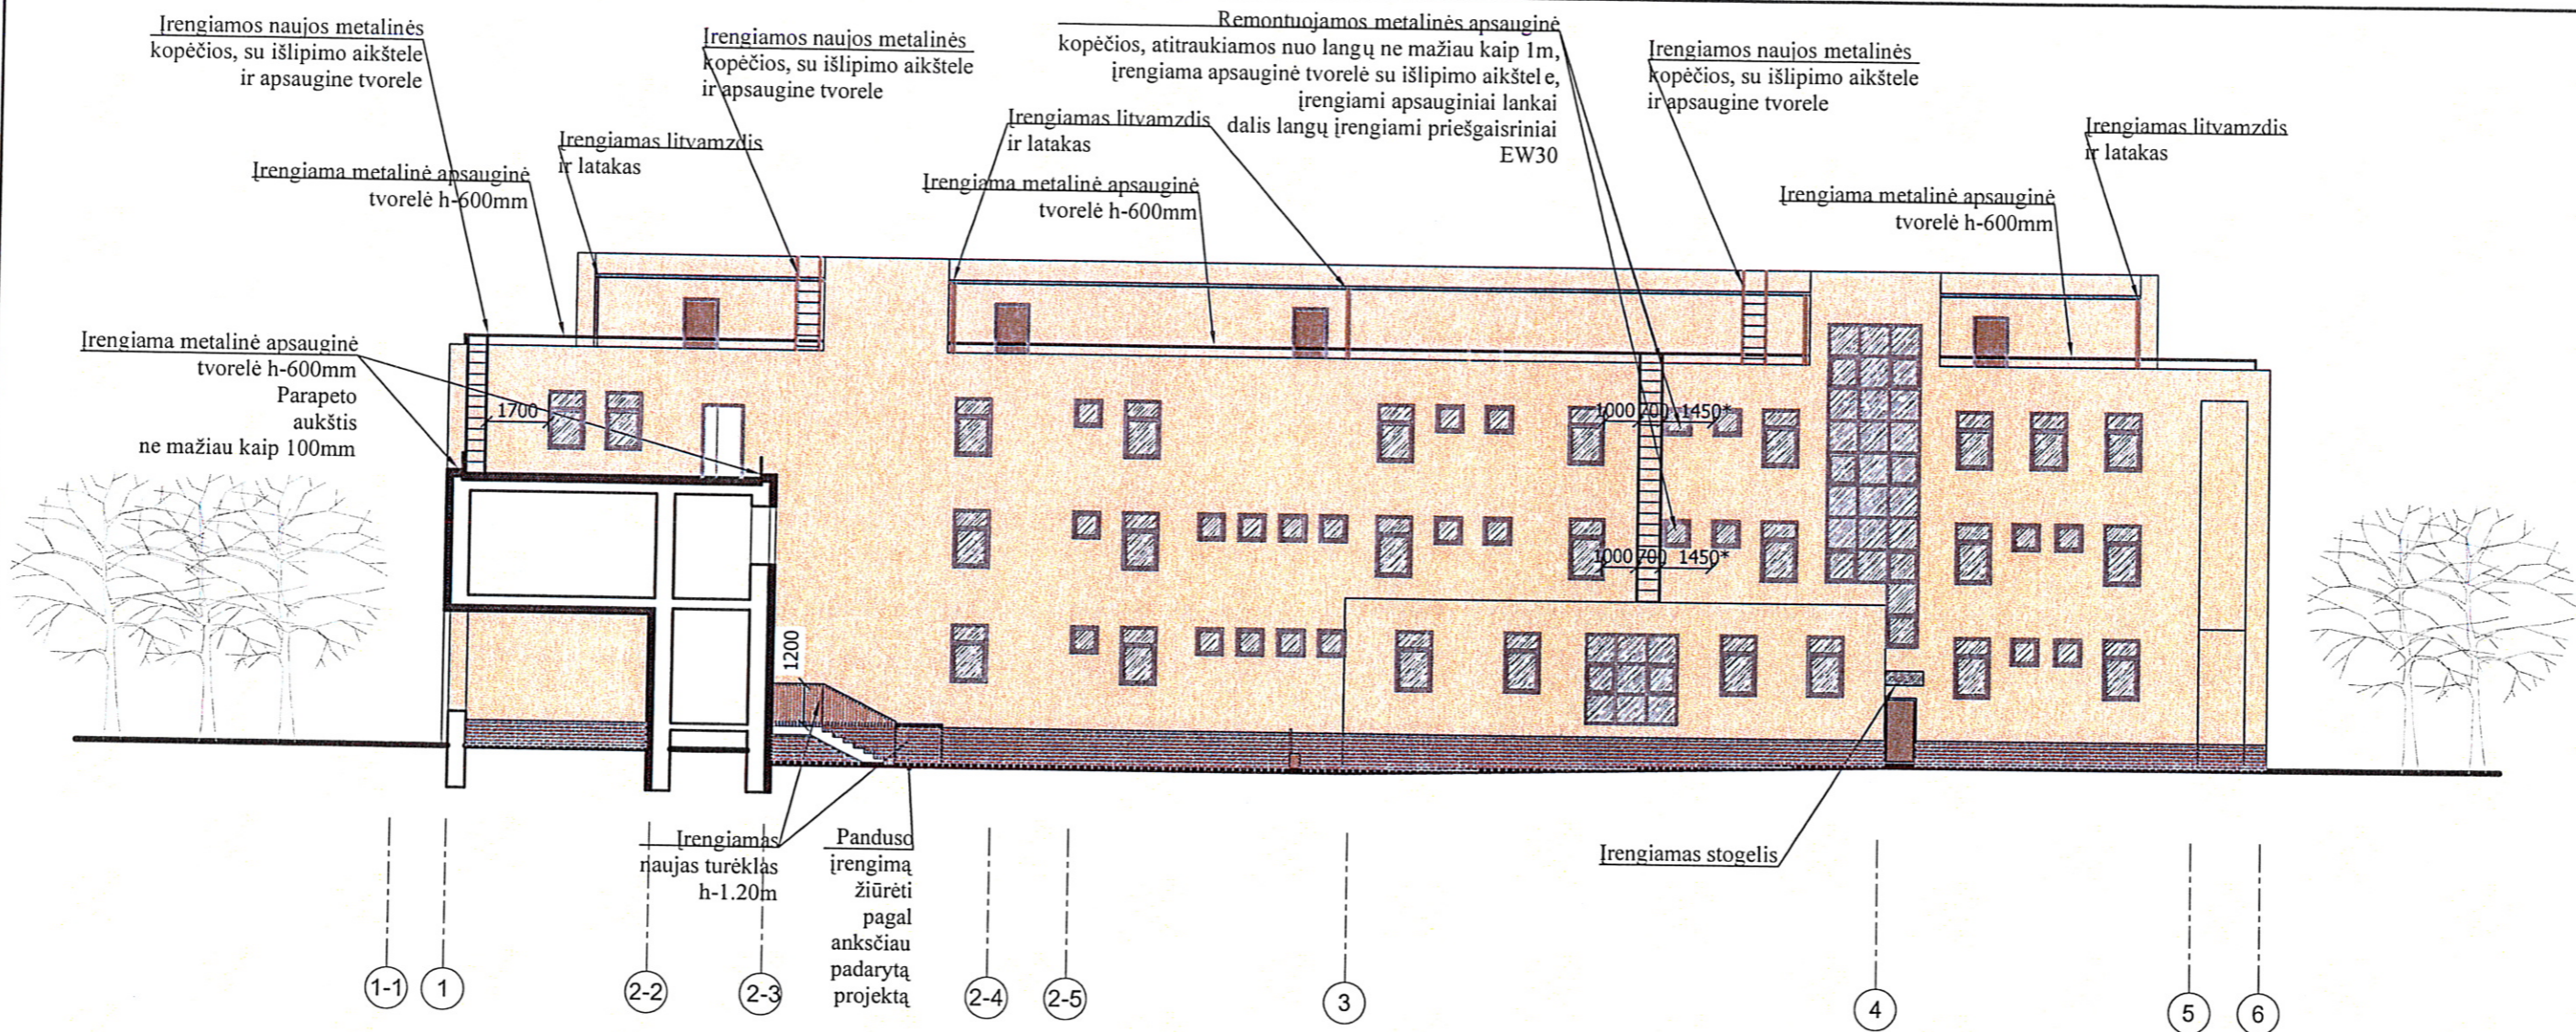 Įrengiamos naujos metalinės
kopėčios, su išlipimo aikštele
ir apsaugine tvorele
Įrengiamos naujos metalinės
kopėčios, su išlipimo aikštele
ir apsaugine tvorele
Remontuojamos metalinės apsauginė
kopėčios, atitraukiamos nuo langų ne mažiau kaip 1m,
įrengiama apsauginė tvorelė su išlipimo aikštele,
įrengiami apsauginiai lankai
dalis langų įrengiami priešgaisriniai
EW30
Įrengiamos naujos metalinės
kopėčios, su išlipimo aikštele
ir apsaugine tvorele
Įrengiamas litvamzdis
ir latakas
Įrengiamas litvamzdis
ir latakas
Įrengiamas litvamzdis
ir latakas
Įrengiama metalinė apsauginė
tvorelė h-600mm
Įrengiama metalinė apsauginė
tvorelė h-600mm
Įrengiama metalinė apsauginė
tvorelė h-600mm
Įrengiama metalinė apsauginė
tvorelė h-600mm
Parapeto
aukštis
ne mažiau kaip 100mm
1700
1000 700 1450*
1000 700 1450*
1200
Įrengiamas
naujas turėklas
h-1.20m
Panduso
įrengimą
žiūrėti
pagal
anksčiau
padarytą
projektą
Įrengiamas stogelis
1-1 1 2-2 2-3 2-4 2-5 3 4 5 6